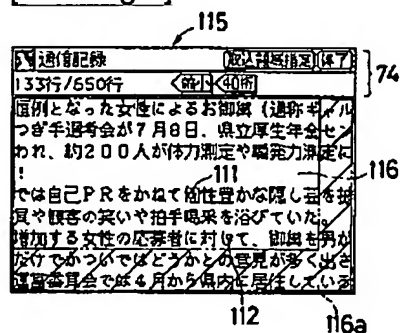 115
通信記録 取込領域指定 終了
74
133行/650行 縮小 40桁
恒例となった女性によるお御輿(通称ギャル
つぎ手選考会が7月8日、県立厚生年金セン
われ、約200人が体力測定や瞬発力測定に
!
116
では自己PRをかねて個性豊かな隠し芸を披
111
員や観客の笑いや拍手喝采を浴びていた。
増加する女性の応募者に対して、御輿を男が
だけでかついではどうかとの意見が多く出さ
運営委員会では4月から県内に居住している
112
116a